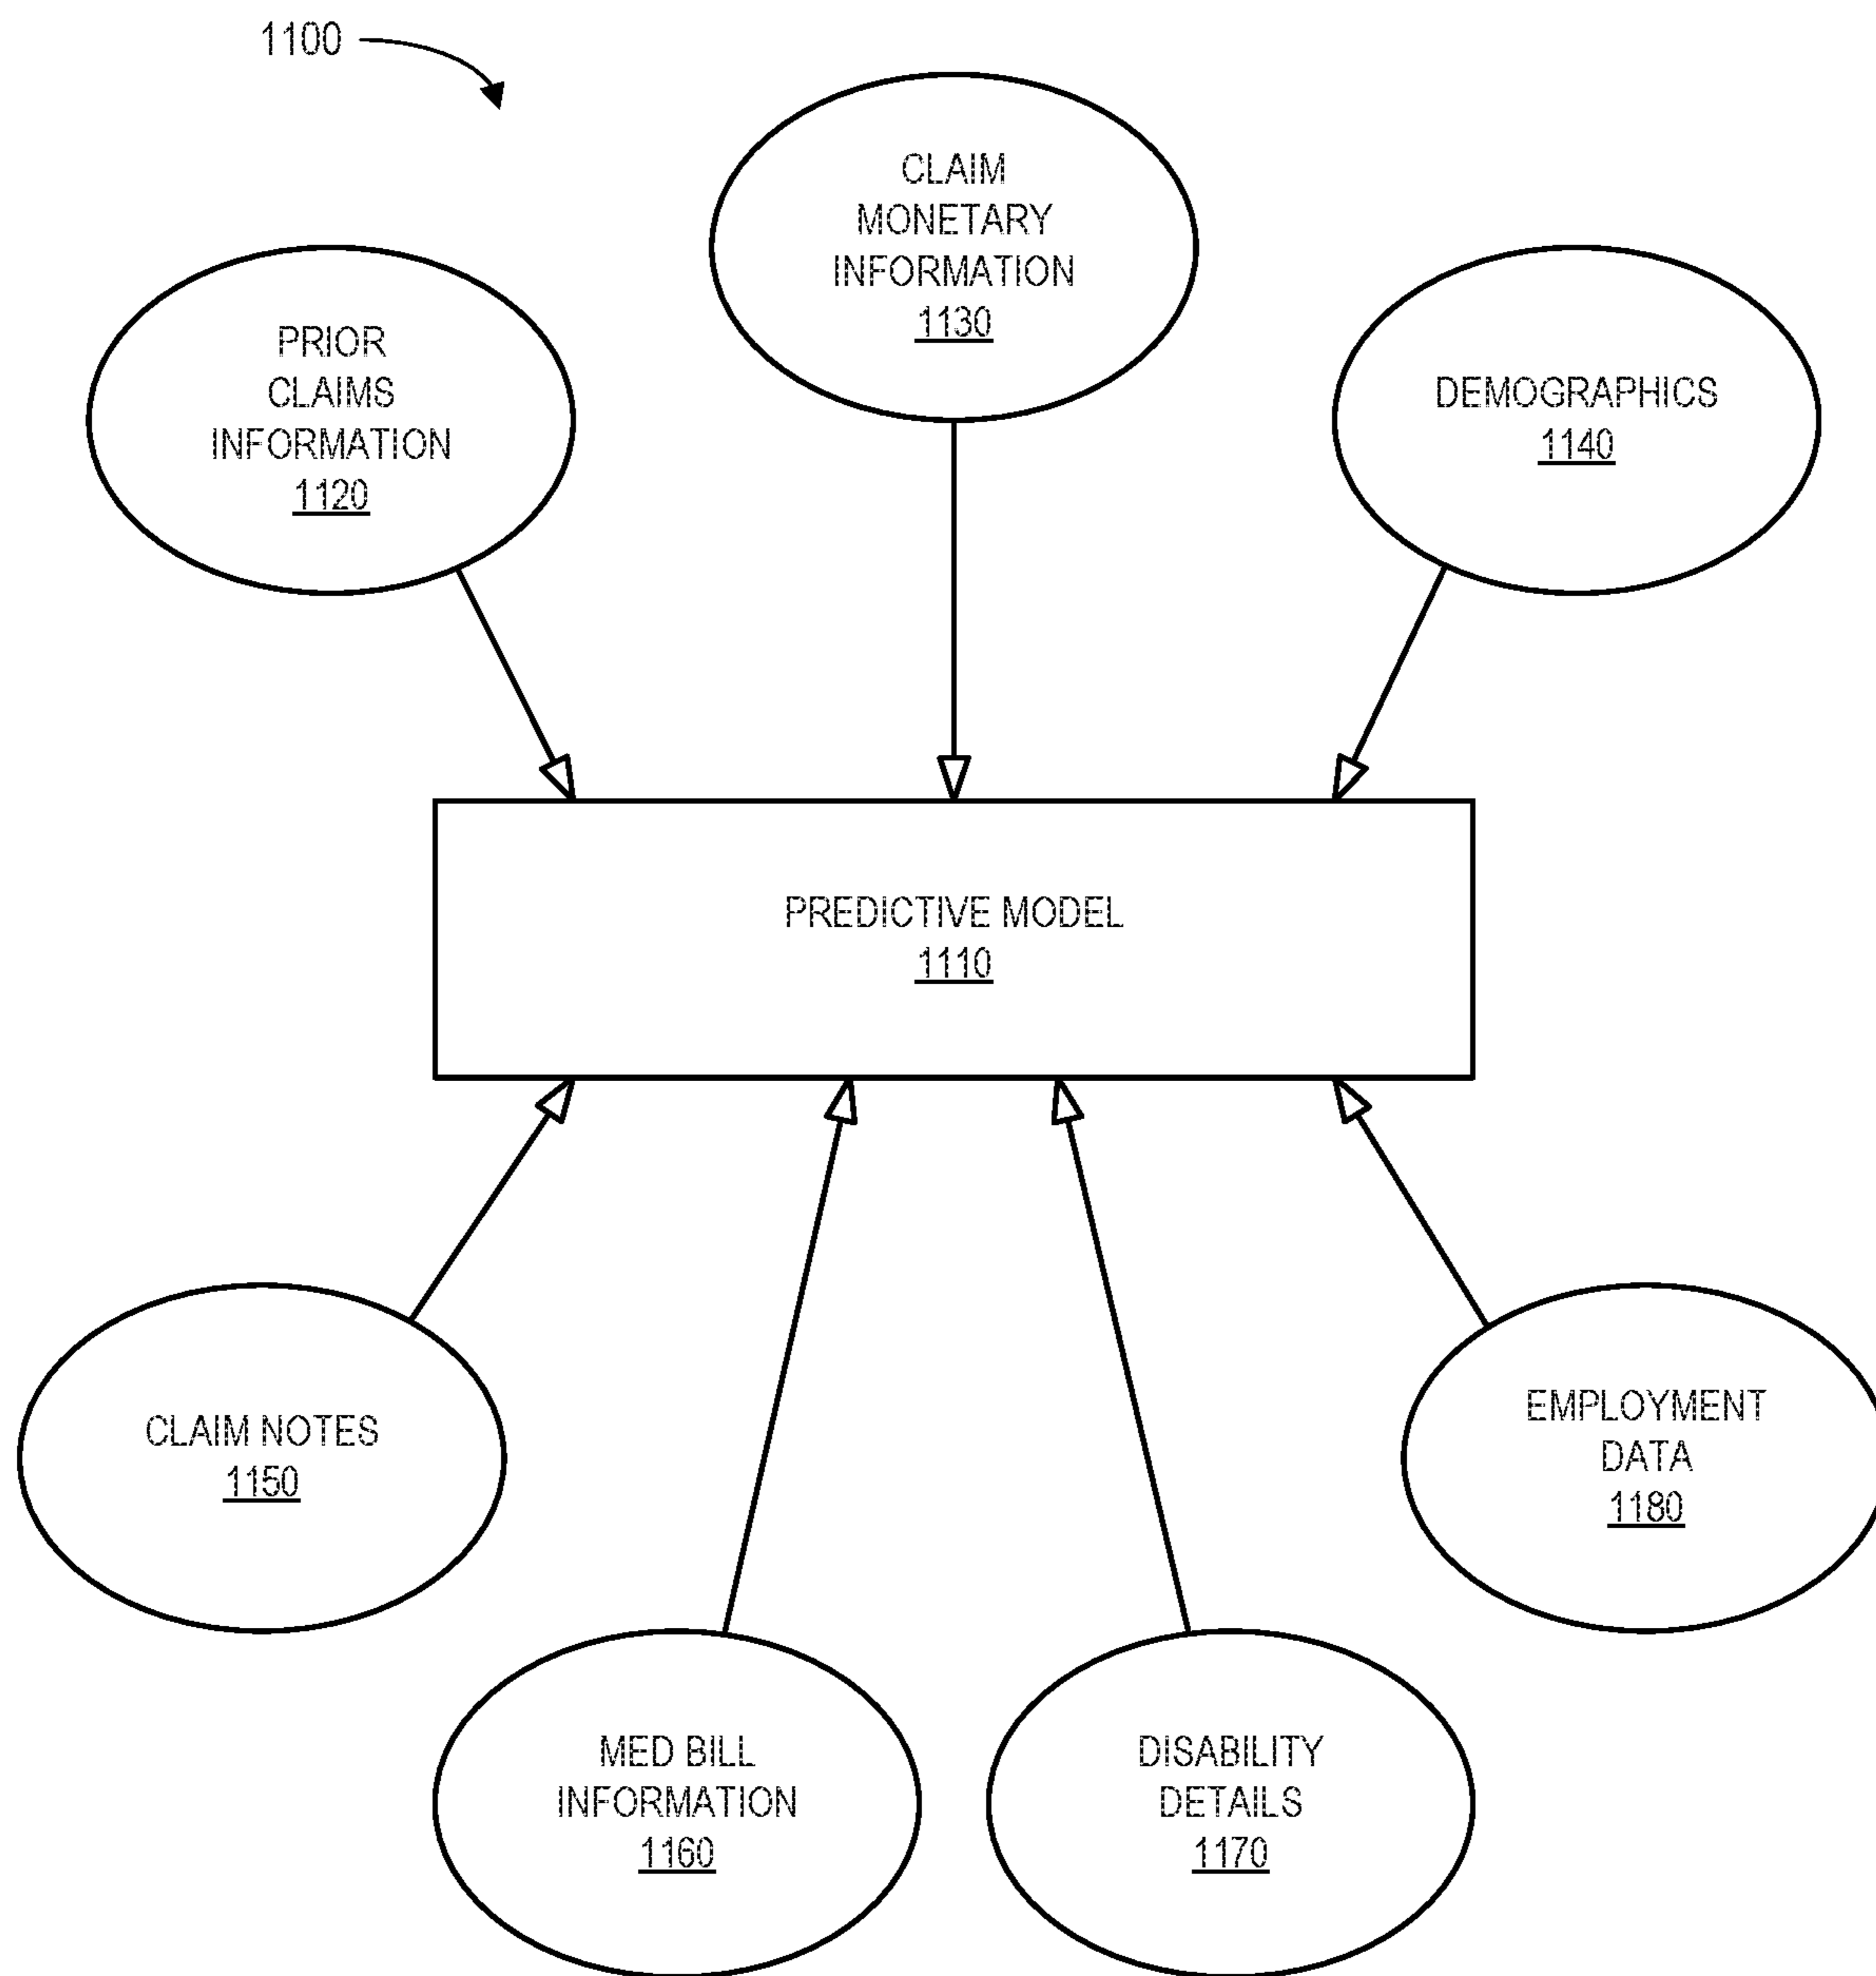 1100
CLAIM
MONETARY
INFORMATION
1130
PRIOR
CLAIMS
INFORMATION
1120
DEMOGRAPHICS
1140
PREDICTIVE MODEL
1110
CLAIM NOTES
1150
EMPLOYMENT
DATA
1180
MED BILL
INFORMATION
1160
DISABILITY
DETAILS
1170